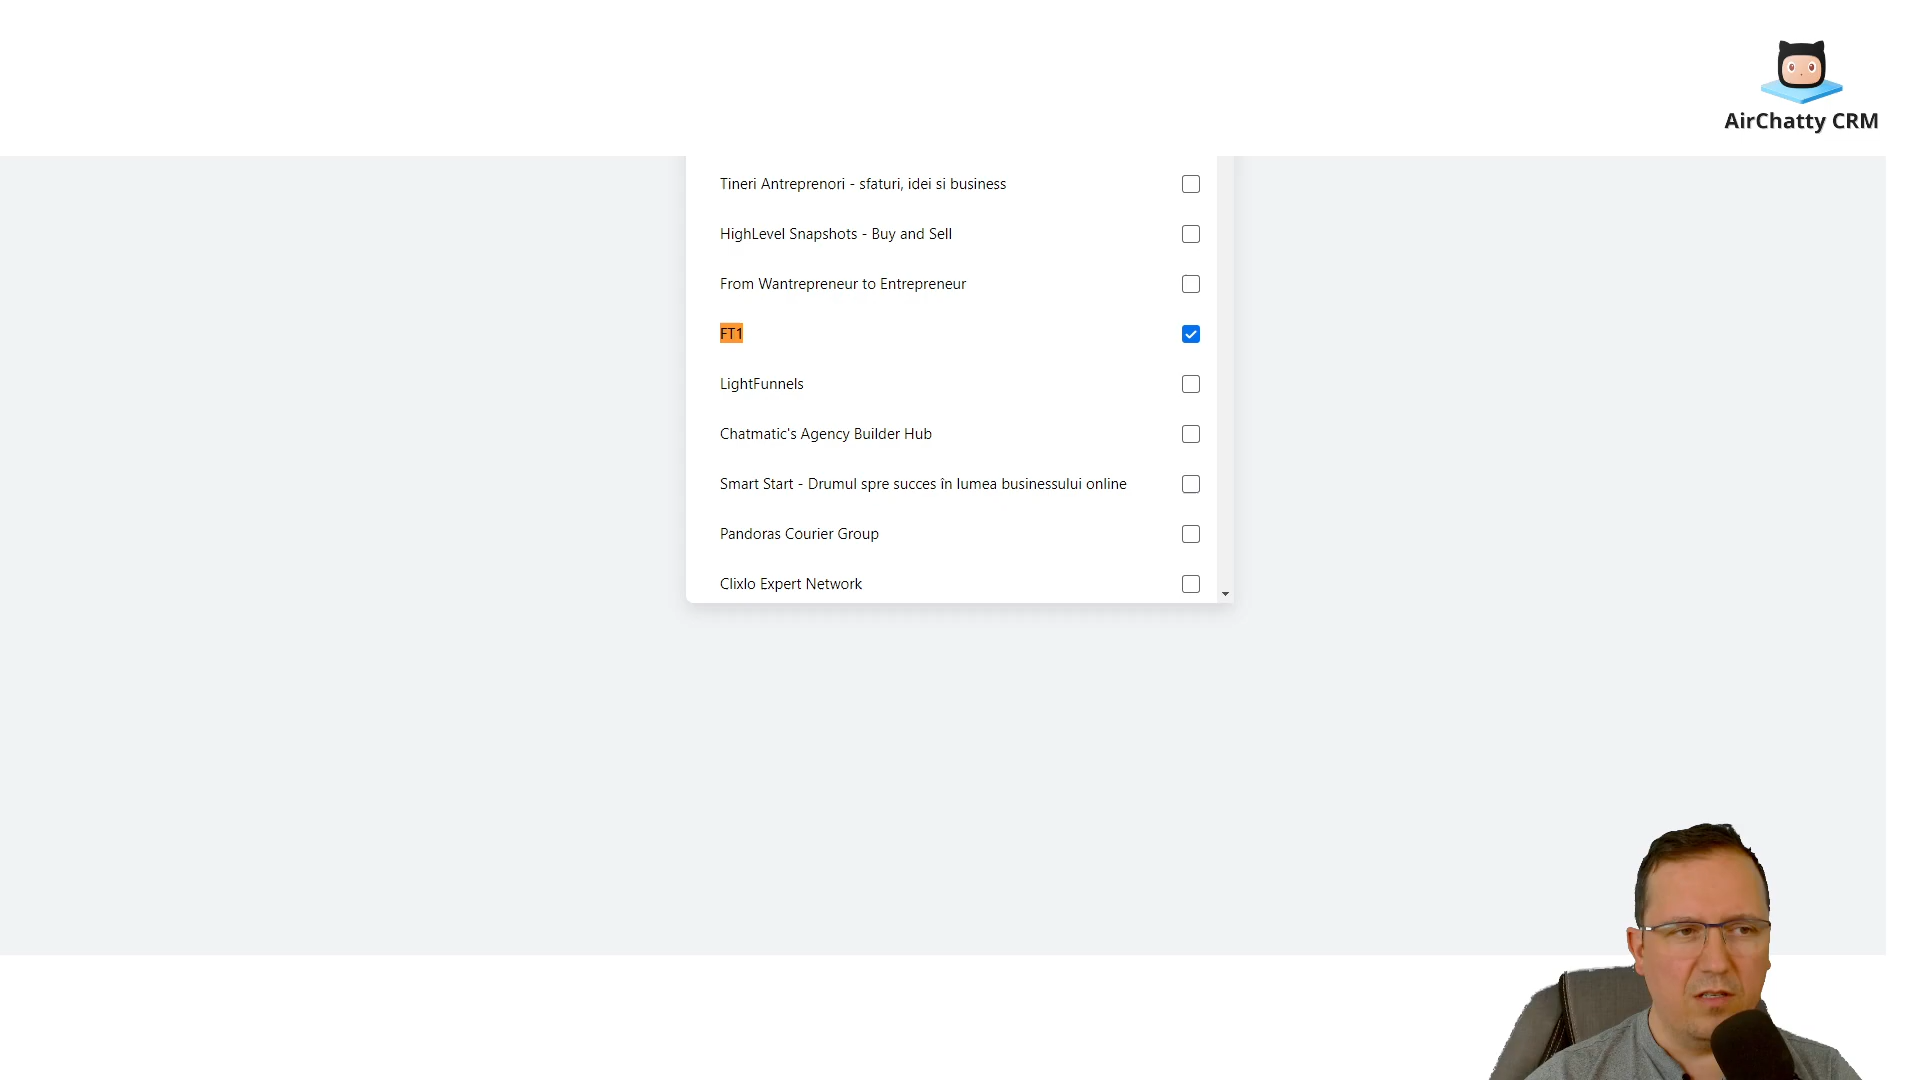 AirChatty CRM
Tineri Antreprenori - sfaturi, idei si business
HighLevel Snapshots - Buy and Sell
From Wantrepreneur to Entrepreneur
FT1
LightFunnels
Chatmatic's Agency Builder Hub
Smart Start - Drumul spre succes în lumea businessului online
Pandoras Courier Group
Clixlo Expert Network